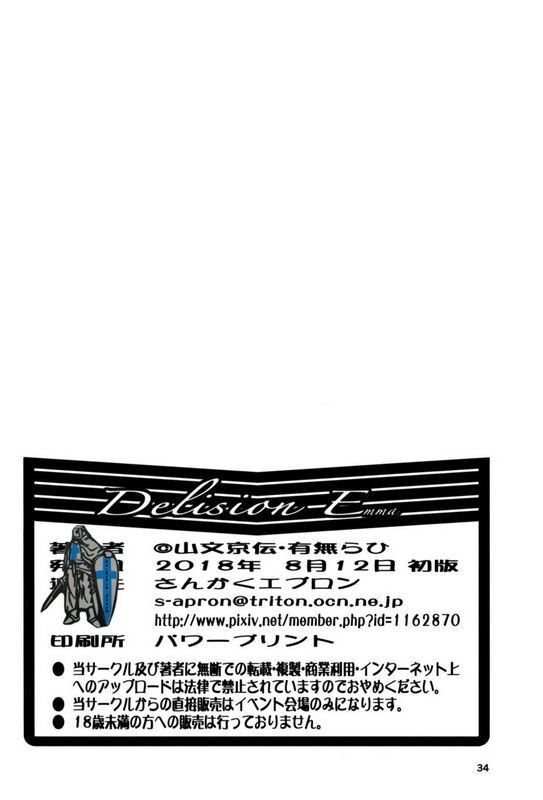 Delision-Emma
著 者 ©山文京伝・有無らひ
2018年 8月12日 初版
さんかくエプロン
s-apron@triton.ocn.ne.jp
http://www.pixiv.net/member.php?id=1162870
印刷所 パワープリント
● 当サークル及び著者に無断での転載・複製・商業利用・インターネット上
へのアップロードは法律で禁止されていますのでおやめください。
● 当サークルからの直接販売はイベント会場のみになります。
● 18歳未満の方への販売は行っておりません。
34